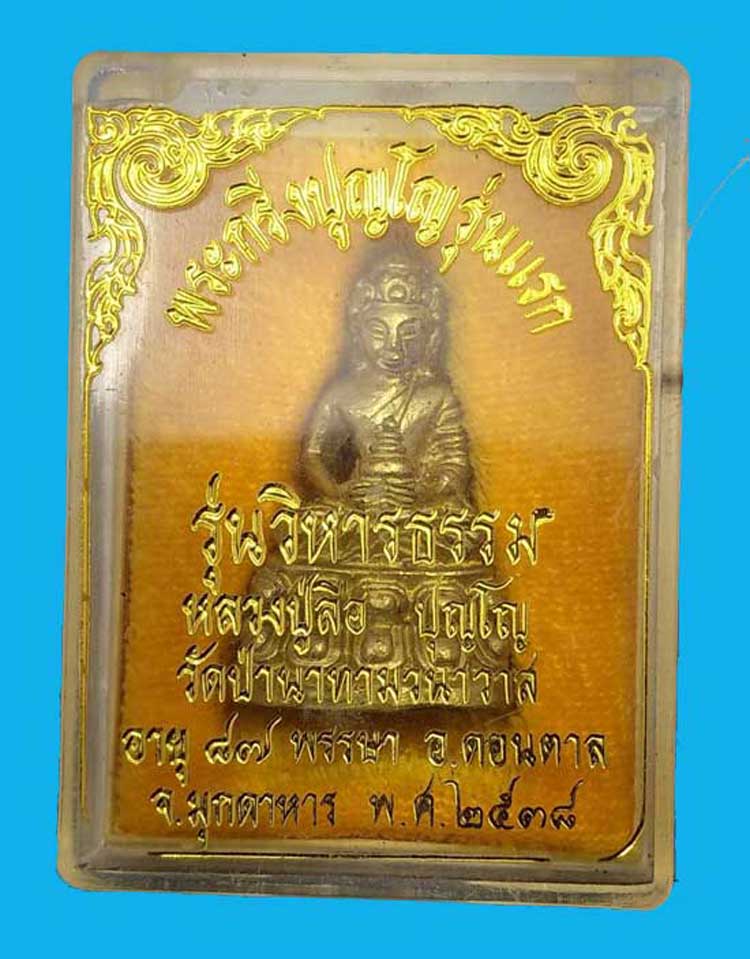 พระกริ่งปุญโญรุ่นแรก
รุ่นวิหารธรรม
หลวงปู่ลือ ปุญโญ
วัดป่านาทามวนาวาส
อายุ ๘๗ พรรษา อ.ดอนตาล
จ.มุกดาหาร พ.ศ.๒๕๓๘